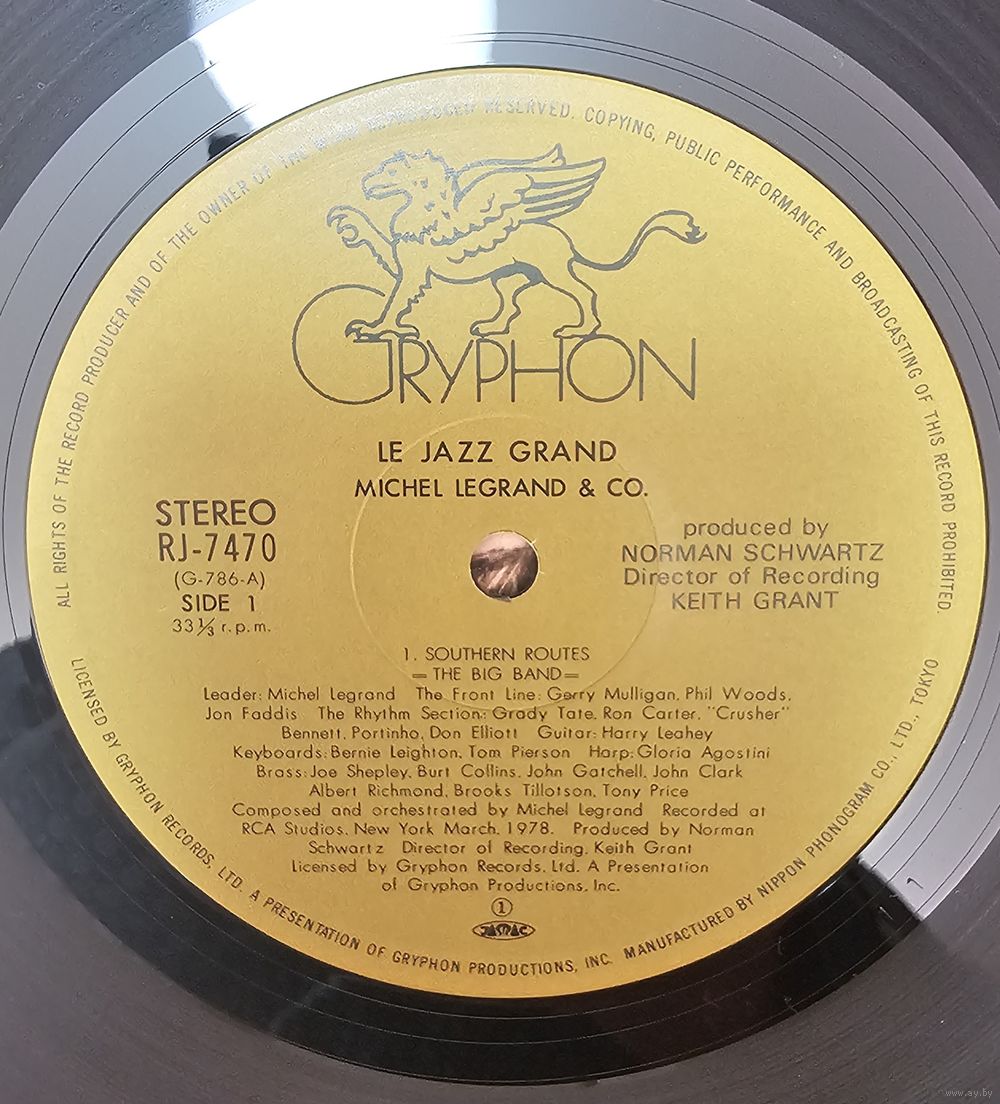 ALL RIGHTS OF THE RECORD PRODUCER AND OF THE OWNER OF THE WORK REPRODUCED RESERVED. COPYING, PUBLIC PERFORMANCE AND BROADCASTING OF THIS RECORD PROHIBITED.
GRYPHON
LE JAZZ GRAND
MICHEL LEGRAND & CO.
STEREO
RJ-7470
(G-786-A)
SIDE 1
33⅓ r.p.m.
produced by
NORMAN SCHWARTZ
Director of Recording
KEITH GRANT
1. SOUTHERN ROUTES
=THE BIG BAND=
Leader: Michel Legrand The Front Line: Gerry Mulligan, Phil Woods,
Jon Faddis The Rhythm Section: Grady Tate, Ron Carter, "Crusher"
Bennett, Portinho, Don Elliott Guitar: Harry Leahey
Keyboards: Bernie Leighton, Tom Pierson Harp: Gloria Agostini
Brass: Joe Shepley, Burt Collins, John Gatchell, John Clark
Albert Richmond, Brooks Tillotson, Tony Price
Composed and orchestrated by Michel Legrand Recorded at
RCA Studios, New York March, 1978. Produced by Norman
Schwartz Director of Recording, Keith Grant
Licensed by Gryphon Records, Ltd. A Presentation
of Gryphon Productions, Inc.
①
JASRAC
LICENSED BY GRYPHON RECORDS, LTD. A PRESENTATION OF GRYPHON PRODUCTIONS, INC. MANUFACTURED BY NIPPON PHONOGRAM CO., LTD., TOKYO
1
www.ay.by